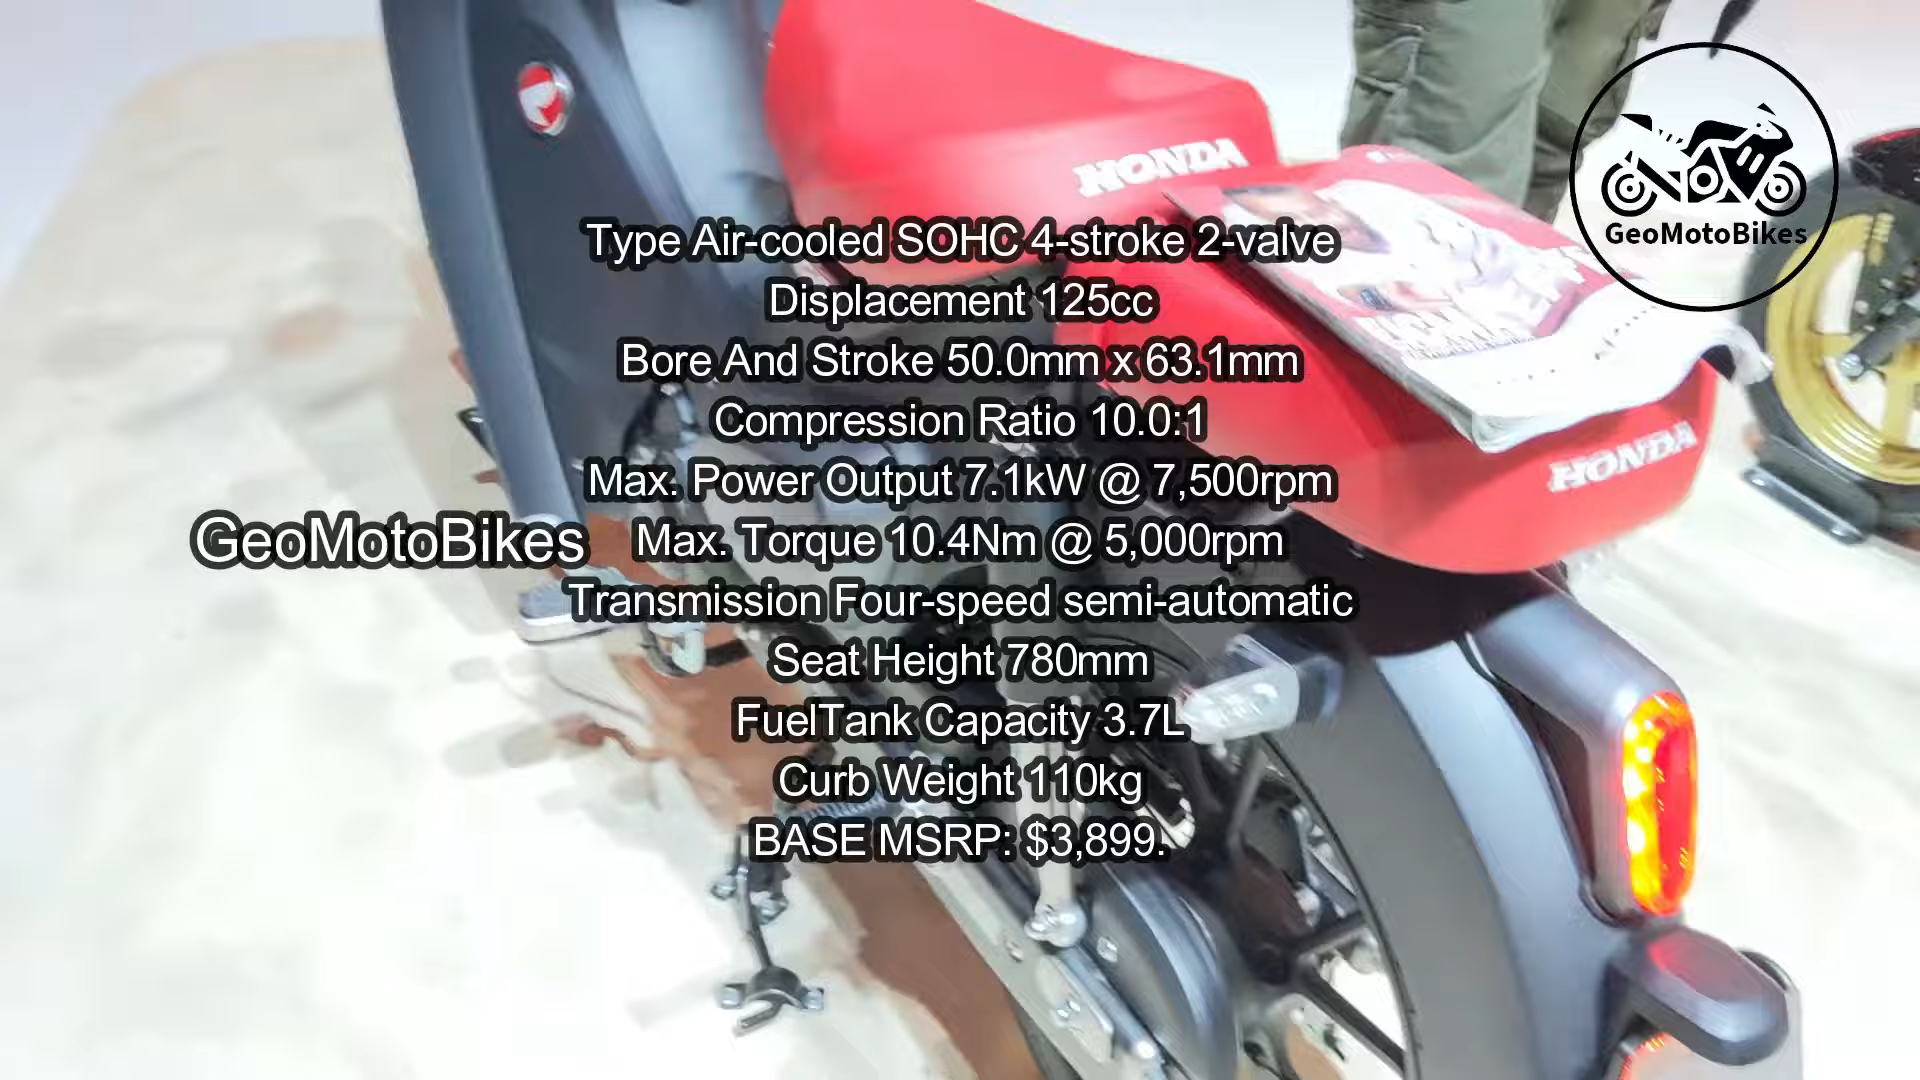 HONDA
GeoMotoBikes
Type Air-cooled SOHC 4-stroke 2-valve
Displacement 125cc
Bore And Stroke 50.0mm x 63.1mm
Compression Ratio 10.0:1
HONDA
Max. Power Output 7.1kW @ 7,500rpm
GeoMotoBikes
Max. Torque 10.4Nm @ 5,000rpm
Transmission Four-speed semi-automatic
Seat Height 780mm
FuelTank Capacity 3.7L
Curb Weight 110kg
BASE MSRP: $3,899.